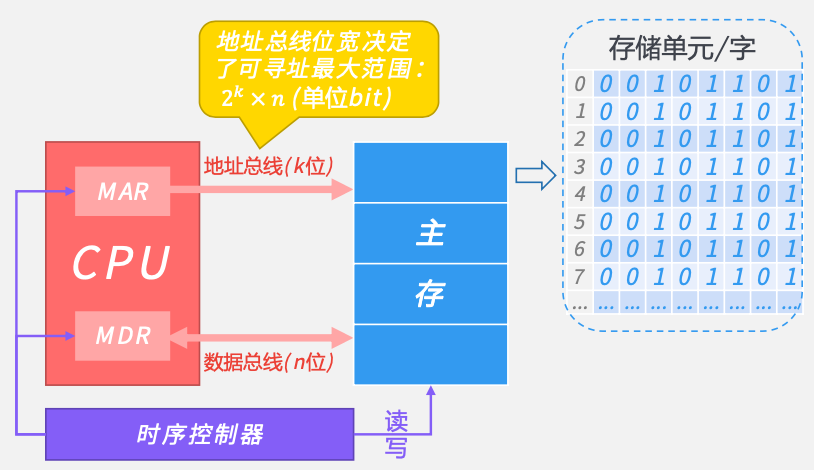 地址总线位宽决定
了可寻址最大范围：
2^k × n (单位bit)
存储单元/字
0 0 0 1 0 1 1 0 1
1 0 0 1 0 1 1 0 1
2 0 0 1 0 1 1 0 1
3 0 0 1 0 1 1 0 1
4 0 0 1 0 1 1 0 1
5 0 0 1 0 1 1 0 1
6 0 0 1 0 1 1 0 1
7 0 0 1 0 1 1 0 1
... ... ... ... ... ... ... ... ...
地址总线(k位)
MAR
CPU
MDR
主
存
数据总线(n位)
时序控制器
读
写